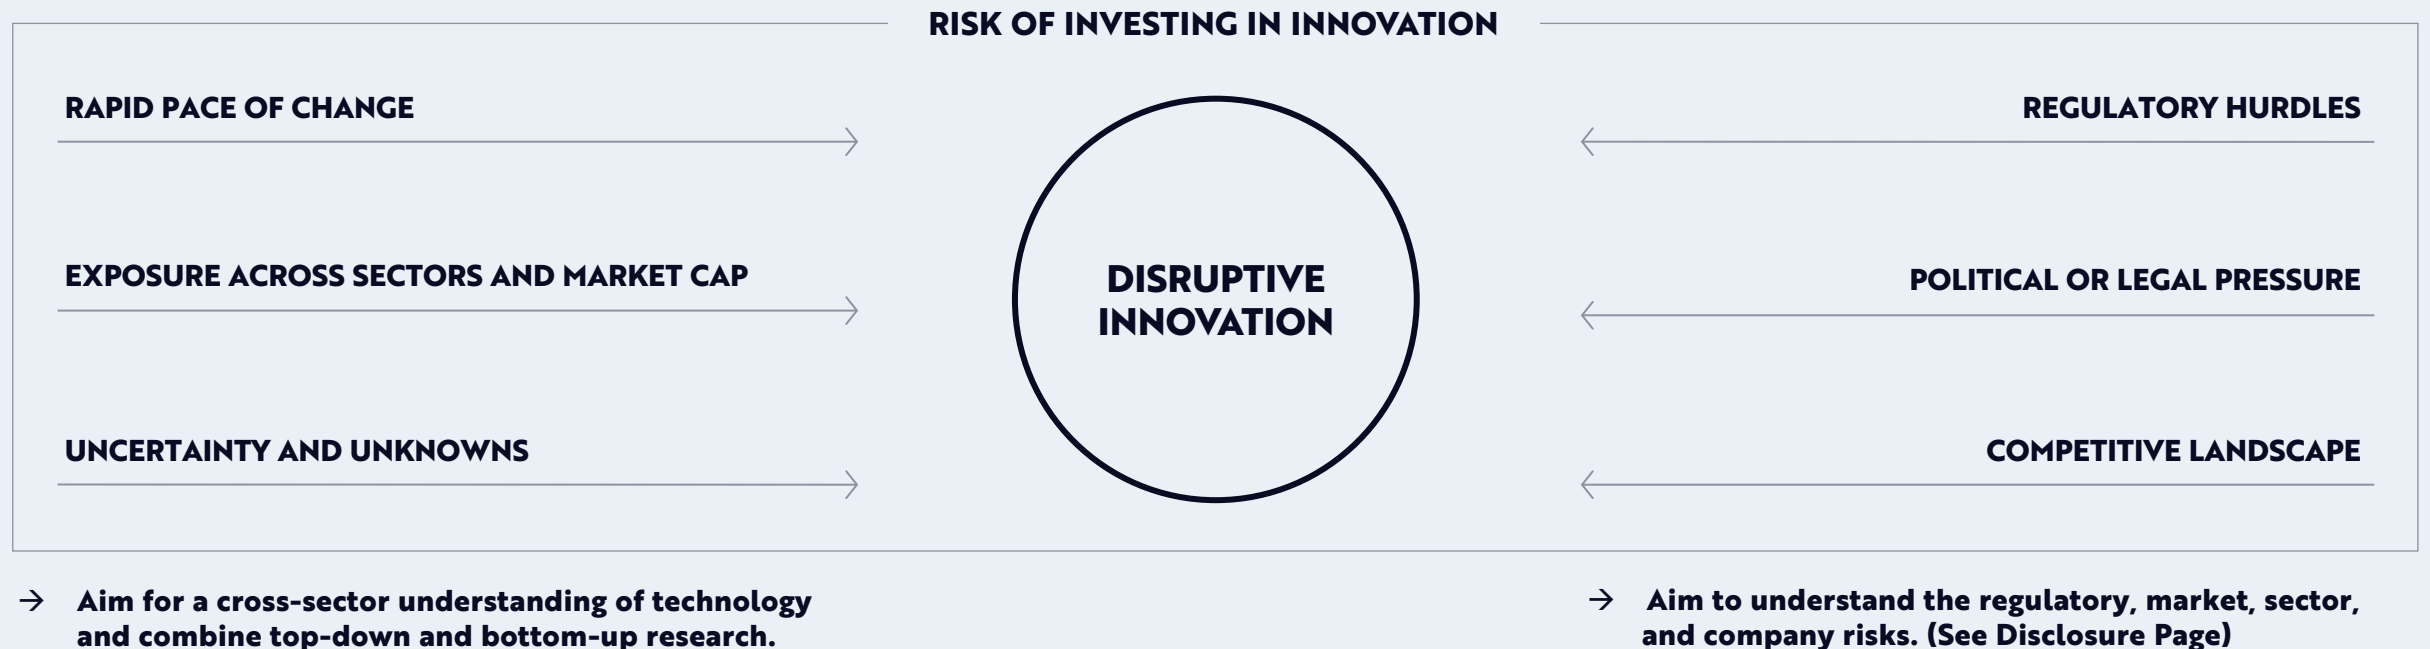 RISK OF INVESTING IN INNOVATION
RAPID PACE OF CHANGE
EXPOSURE ACROSS SECTORS AND MARKET CAP
UNCERTAINTY AND UNKNOWNS
DISRUPTIVE
INNOVATION
REGULATORY HURDLES
POLITICAL OR LEGAL PRESSURE
COMPETITIVE LANDSCAPE
→ Aim for a cross-sector understanding of technology
and combine top-down and bottom-up research.
→ Aim to understand the regulatory, market, sector,
and company risks. (See Disclosure Page)